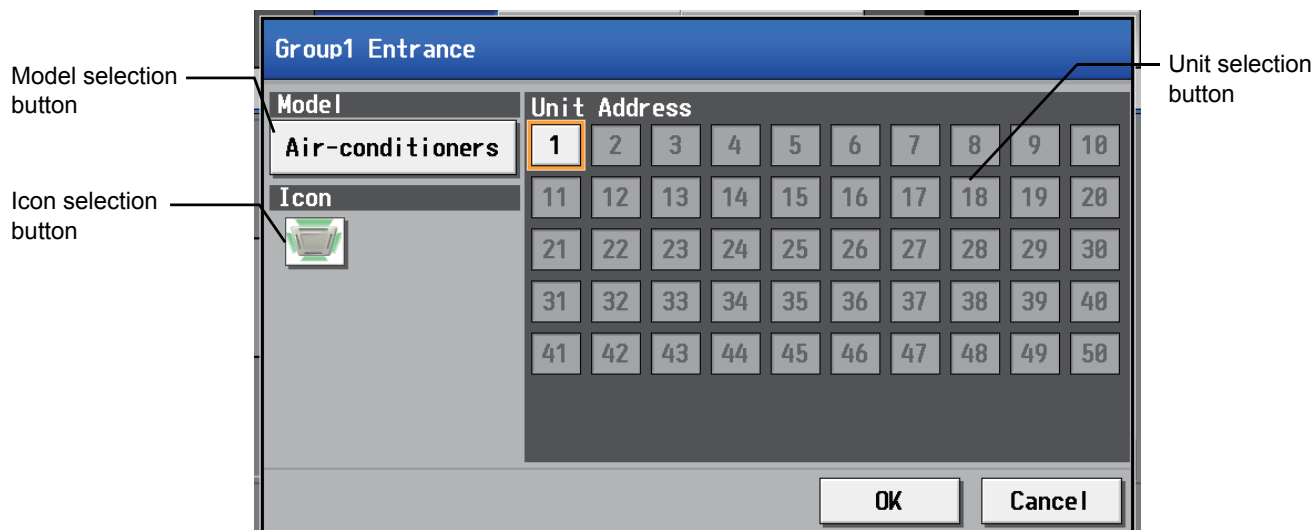 Group1 Entrance
Model selection
button
Unit selection
button
Model
Unit Address
Air-conditioners
1 2 3 4 5 6 7 8 9 10
Icon selection
button
Icon
11 12 13 14 15 16 17 18 19 20
21 22 23 24 25 26 27 28 29 30
31 32 33 34 35 36 37 38 39 40
41 42 43 44 45 46 47 48 49 50
OK
Cancel